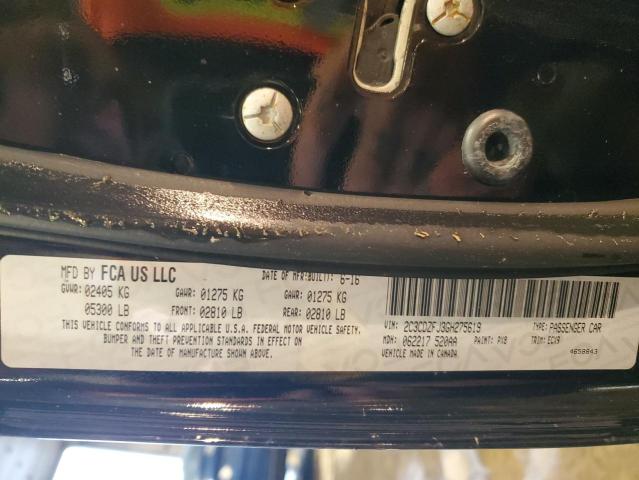 MFD BY FCA US LLC DATE OF MFR:BUILT: 6-16
GVWR: 02405 KG GAWR: 01275 KG GAWR: 01275 KG
05300 LB FRONT: 02810 LB REAR: 02810 LB
THIS VEHICLE CONFORMS TO ALL APPLICABLE U.S.A. FEDERAL MOTOR VEHICLE SAFETY,
BUMPER AND THEFT PREVENTION STANDARDS IN EFFECT ON
THE DATE OF MANUFACTURE SHOWN ABOVE.
VIN: 2C3CDZFJ3GH275619 TYPE: PASSENGER CAR
MDH: 062217 520AA PAINT: PX8 TRIM: ECX9
VEHICLE MADE IN CANADA 4658843